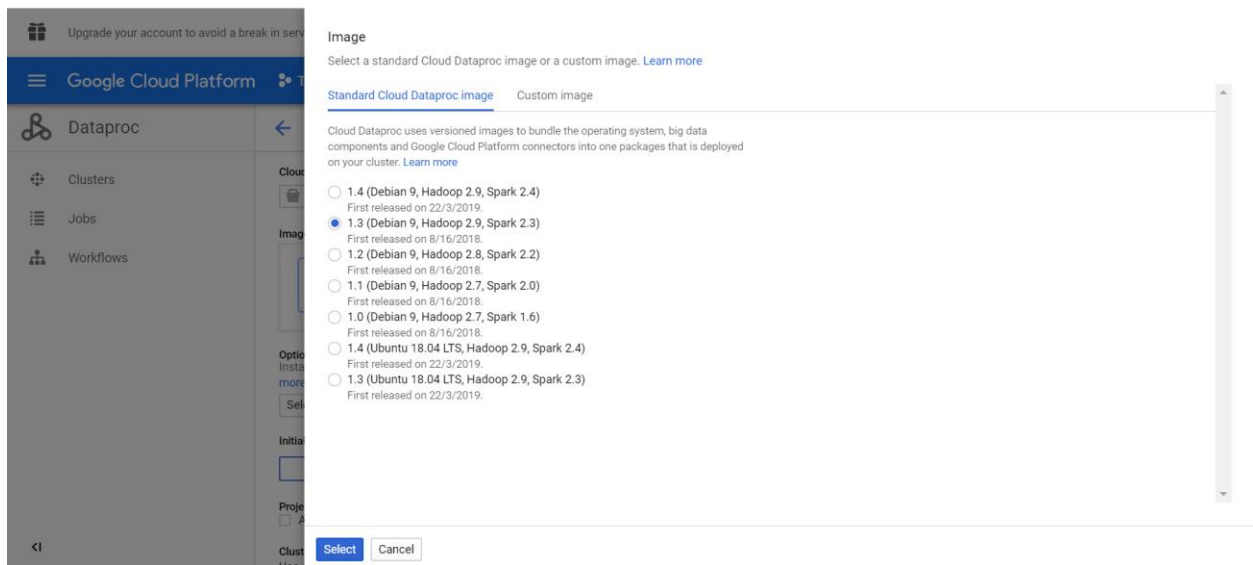 Upgrade your account to avoid a break in serv
Google Cloud Platform
Dataproc
Clusters
Jobs
Workflows
Image
Select a standard Cloud Dataproc image or a custom image. Learn more
Standard Cloud Dataproc image Custom image
Cloud Dataproc uses versioned images to bundle the operating system, big data
components and Google Cloud Platform connectors into one packages that is deployed
on your cluster. Learn more
1.4 (Debian 9, Hadoop 2.9, Spark 2.4)
First released on 22/3/2019.
1.3 (Debian 9, Hadoop 2.9, Spark 2.3)
First released on 8/16/2018.
1.2 (Debian 9, Hadoop 2.8, Spark 2.2)
First released on 8/16/2018.
1.1 (Debian 9, Hadoop 2.7, Spark 2.0)
First released on 8/16/2018.
1.0 (Debian 9, Hadoop 2.7, Spark 1.6)
First released on 8/16/2018.
1.4 (Ubuntu 18.04 LTS, Hadoop 2.9, Spark 2.4)
First released on 22/3/2019.
1.3 (Ubuntu 18.04 LTS, Hadoop 2.9, Spark 2.3)
First released on 22/3/2019.
Select Cancel